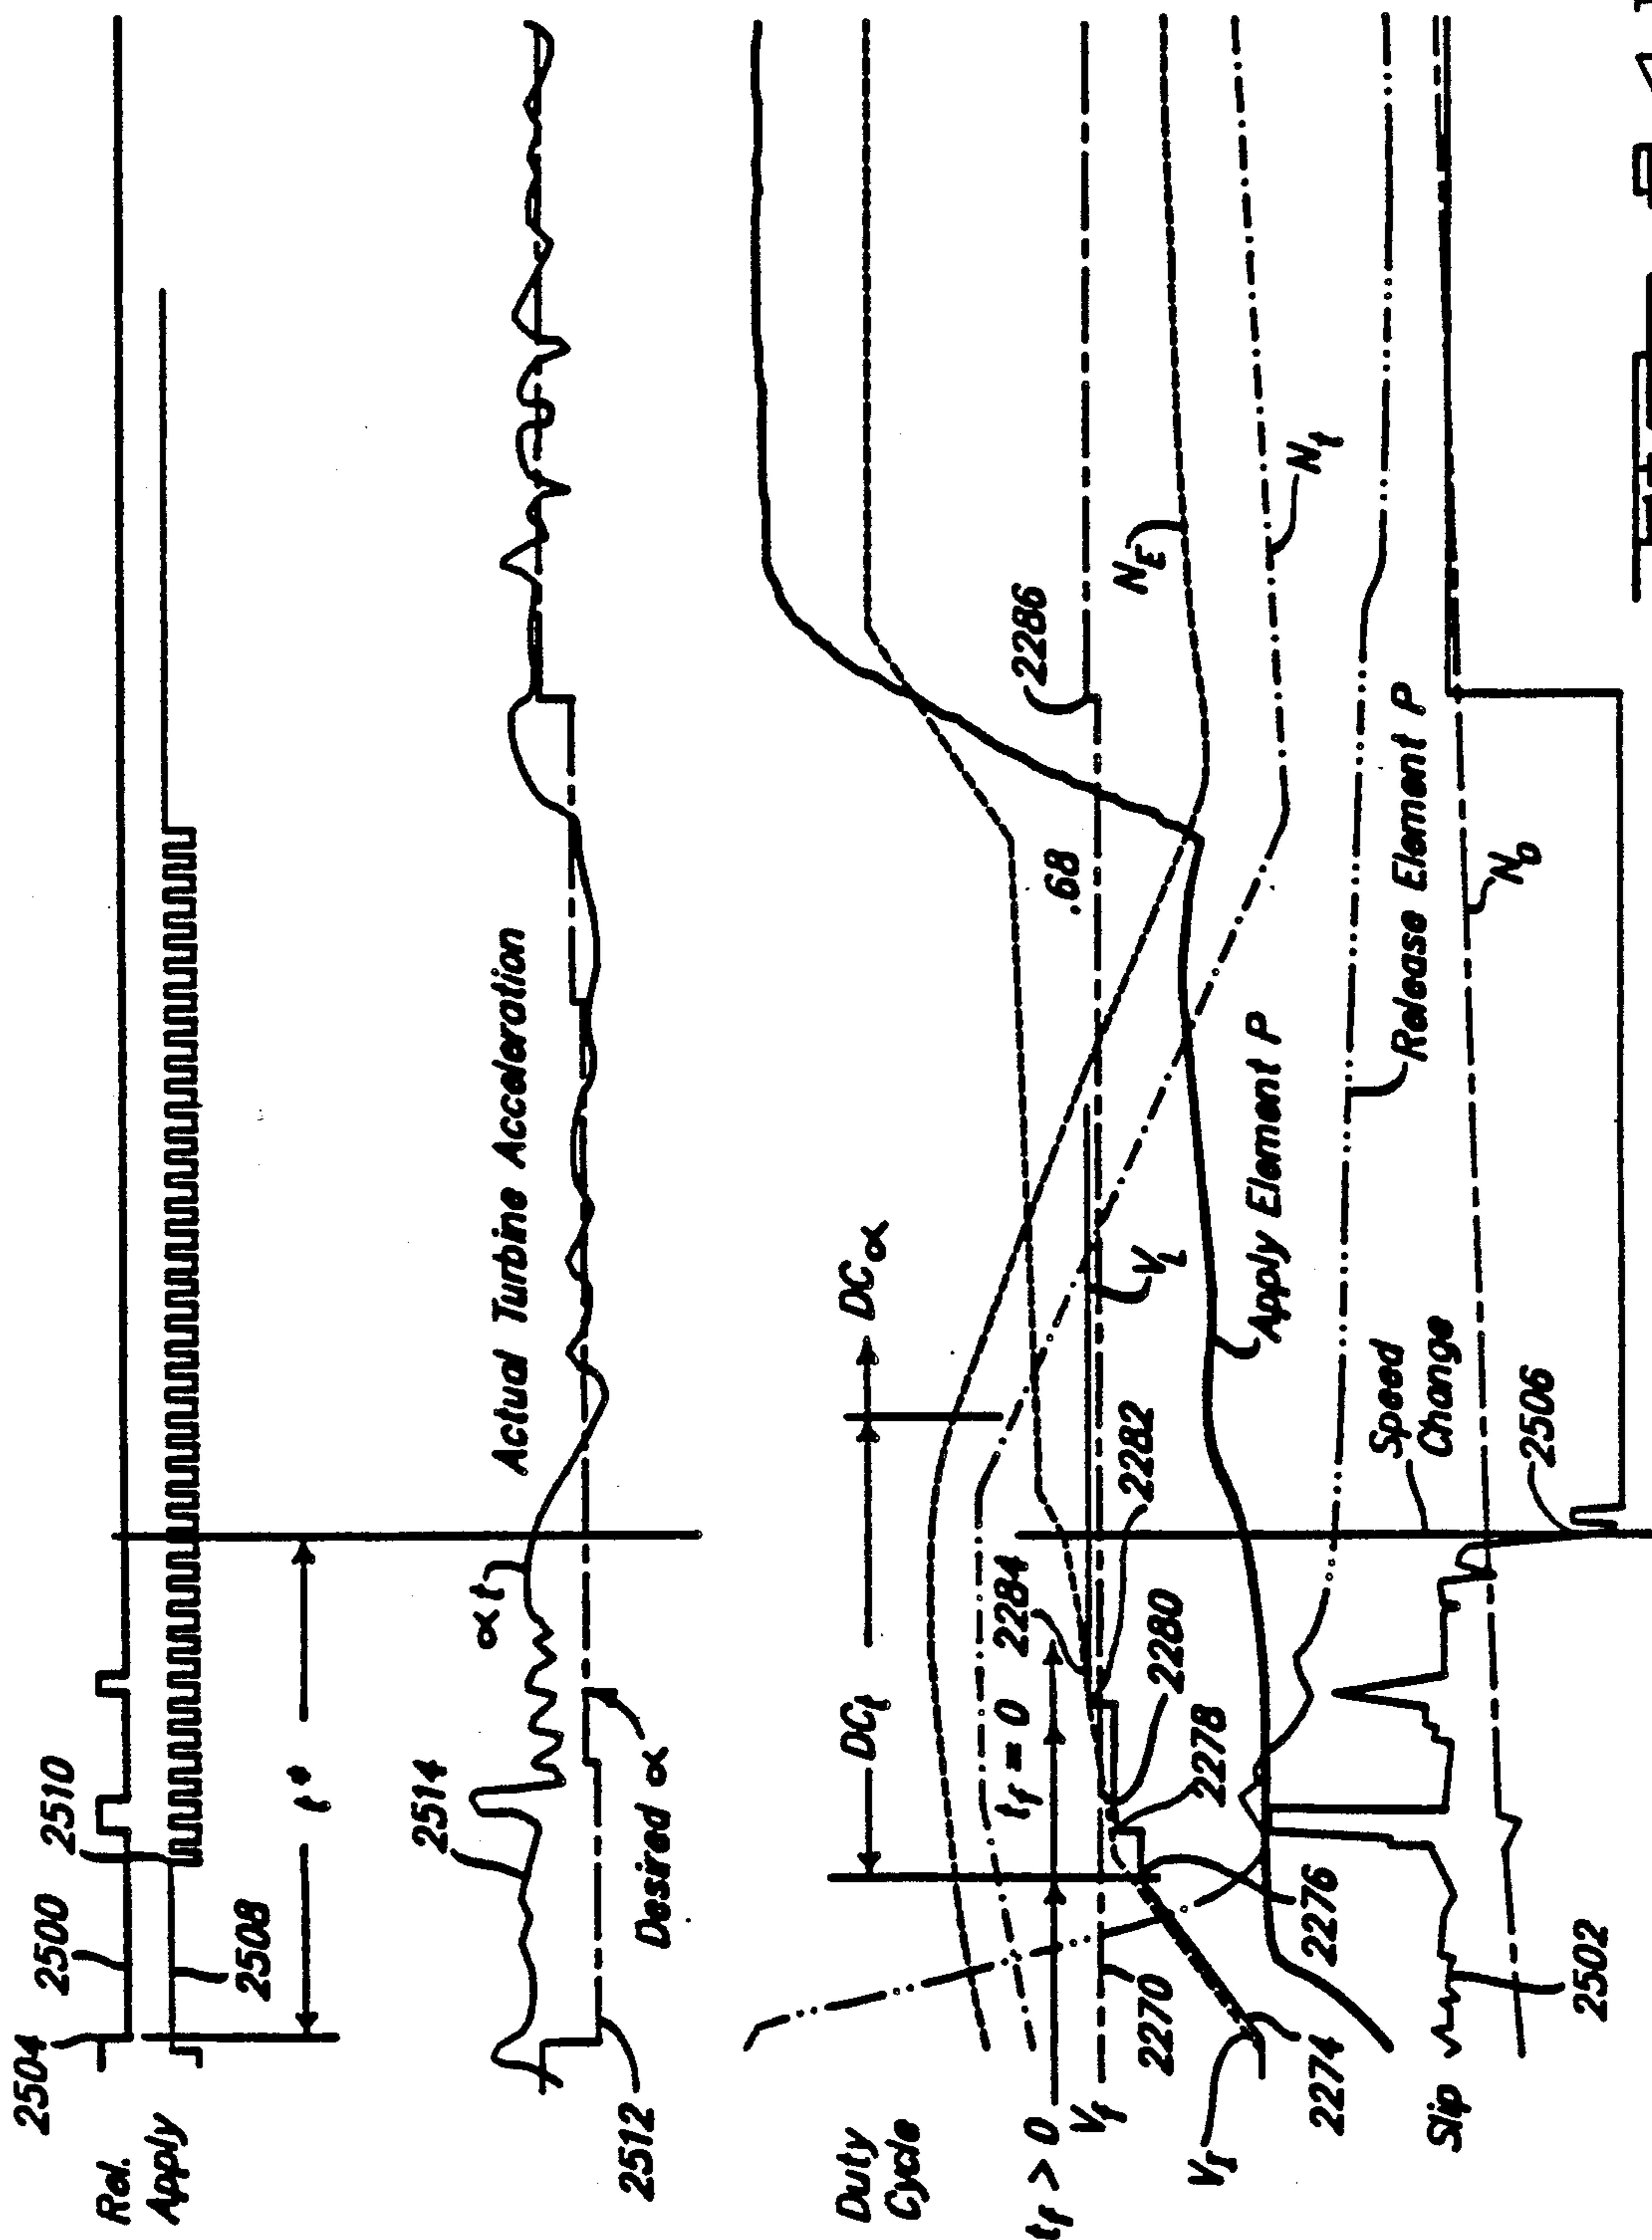 2504
Rel.
Apply
2500
2510
2508
t*
2512
2514
αt
Desired α
Actual Turbine Acceleration
Duty
Cycle
DCt
DCα
tf > 0
tf = 0
Vf
Vf
2270
2274
2276
2278
2280
2282
2284
2286
VL
.68
NE
Nt
Apply Element P
Release Element P
No
Speed
Change
2506
Slip
2502